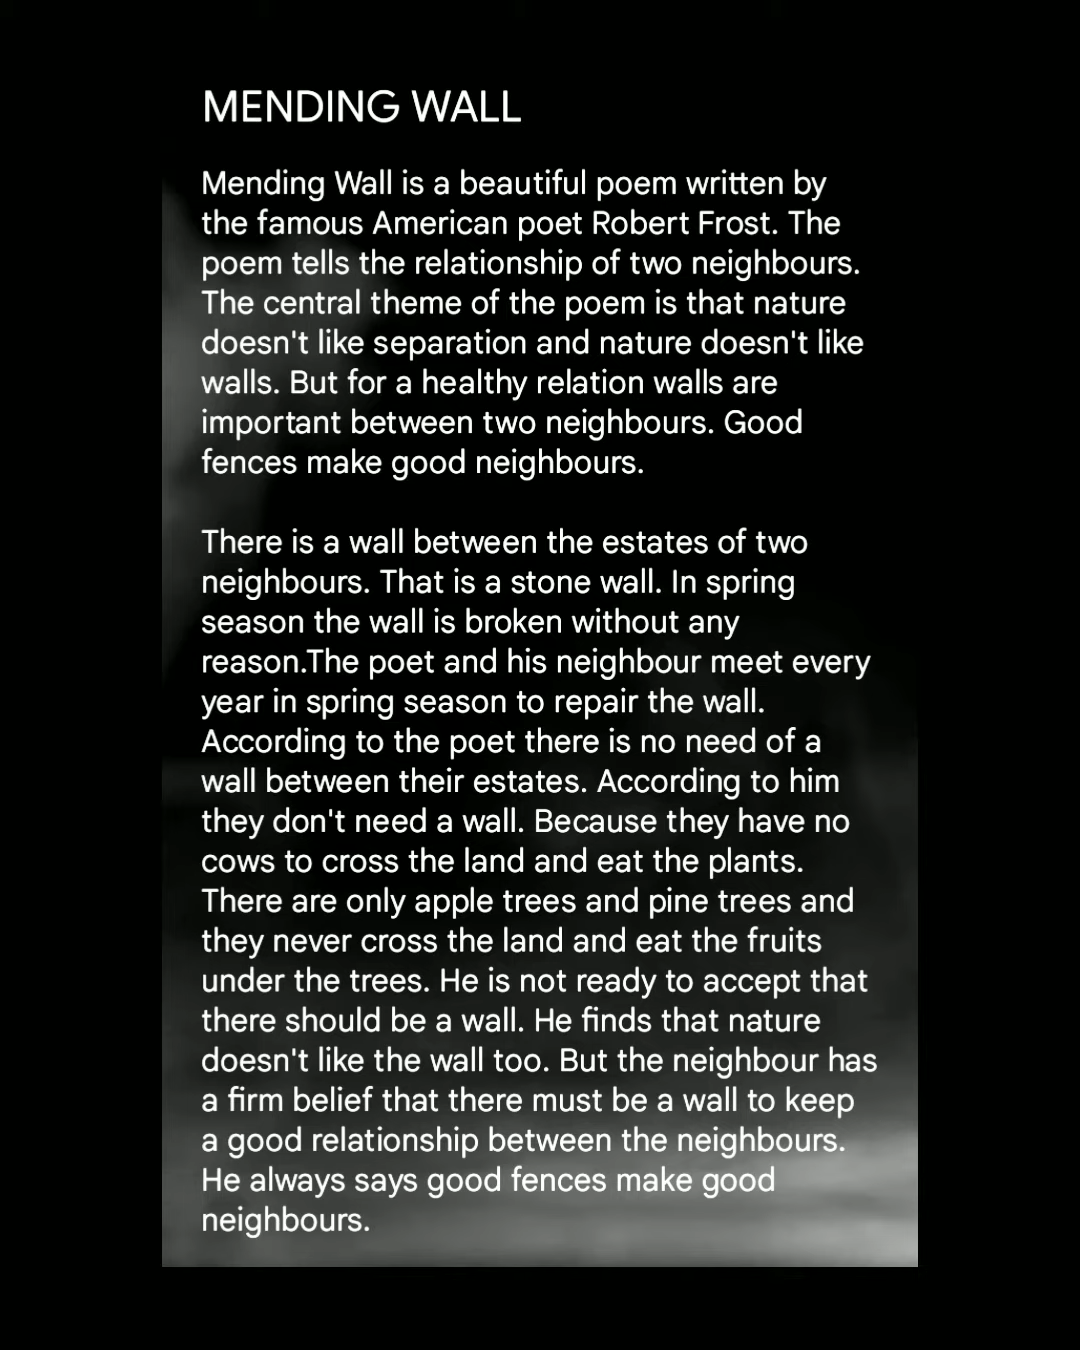 MENDING WALL
Mending Wall is a beautiful poem written by
the famous American poet Robert Frost. The
poem tells the relationship of two neighbours.
The central theme of the poem is that nature
doesn't like separation and nature doesn't like
walls. But for a healthy relation walls are
important between two neighbours. Good
fences make good neighbours.
There is a wall between the estates of two
neighbours. That is a stone wall. In spring
season the wall is broken without any
reason.The poet and his neighbour meet every
year in spring season to repair the wall.
According to the poet there is no need of a
wall between their estates. According to him
they don't need a wall. Because they have no
cows to cross the land and eat the plants.
There are only apple trees and pine trees and
they never cross the land and eat the fruits
under the trees. He is not ready to accept that
there should be a wall. He finds that nature
doesn't like the wall too. But the neighbour has
a firm belief that there must be a wall to keep
a good relationship between the neighbours.
He always says good fences make good
neighbours.